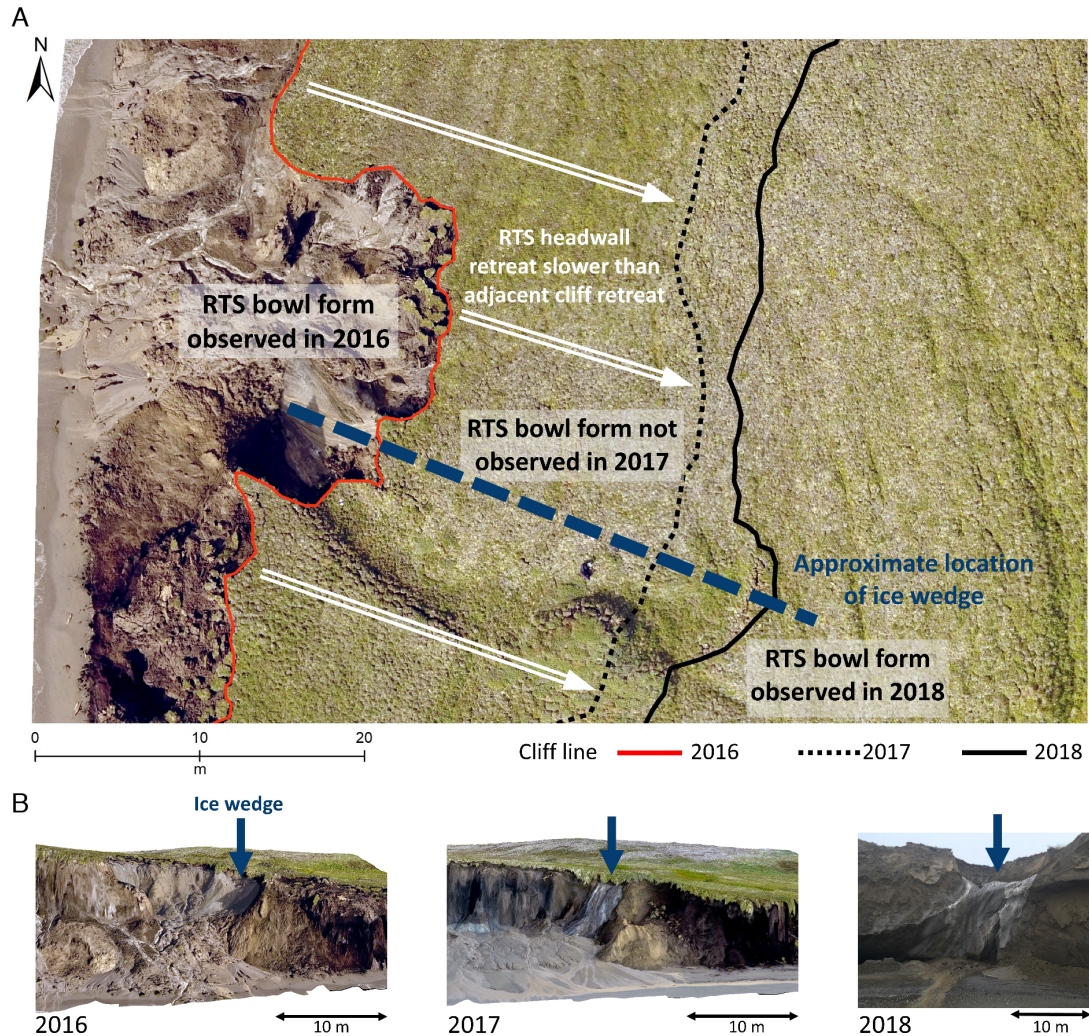 A
N
RTS headwall
retreat slower than
adjacent cliff retreat
RTS bowl form
observed in 2016
RTS bowl form not
observed in 2017
Approximate location
of ice wedge
RTS bowl form
observed in 2018
0 10 20
m
Cliff line 2016 2017 2018
B
Ice wedge
2016 10 m 2017 10 m 2018 10 m